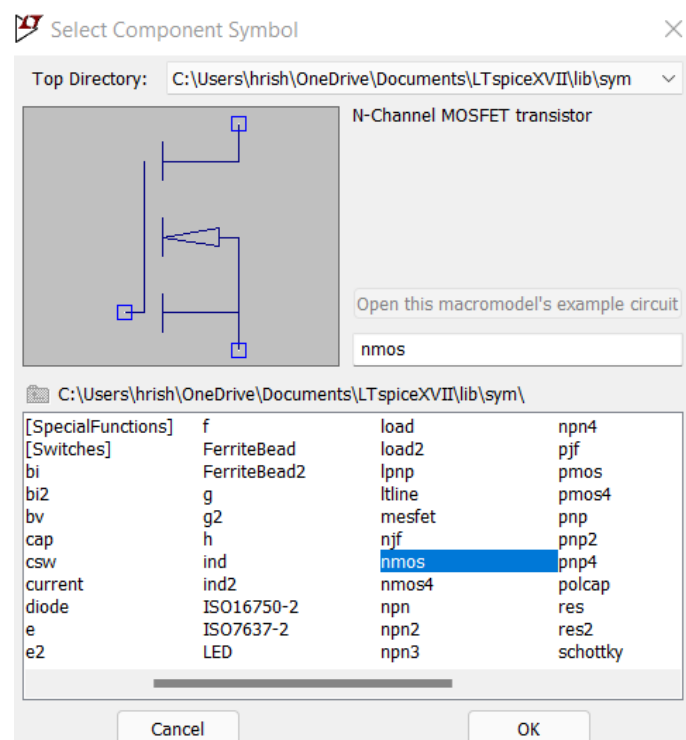 Select Component Symbol
Top Directory: C:\Users\hrish\OneDrive\Documents\LTspiceXVII\lib\sym
N-Channel MOSFET transistor
Open this macromodel's example circuit
nmos
C:\Users\hrish\OneDrive\Documents\LTspiceXVII\lib\sym\
[SpecialFunctions] f load npn4
[Switches] FerriteBead load2 pjf
bi FerriteBead2 lpnp pmos
bi2 g ltline pmos4
bv g2 mesfet pnp
cap h njf pnp2
csw ind nmos pnp4
current ind2 nmos4 polcap
diode ISO16750-2 npn res
e ISO7637-2 npn2 res2
e2 LED npn3 schottky
Cancel OK